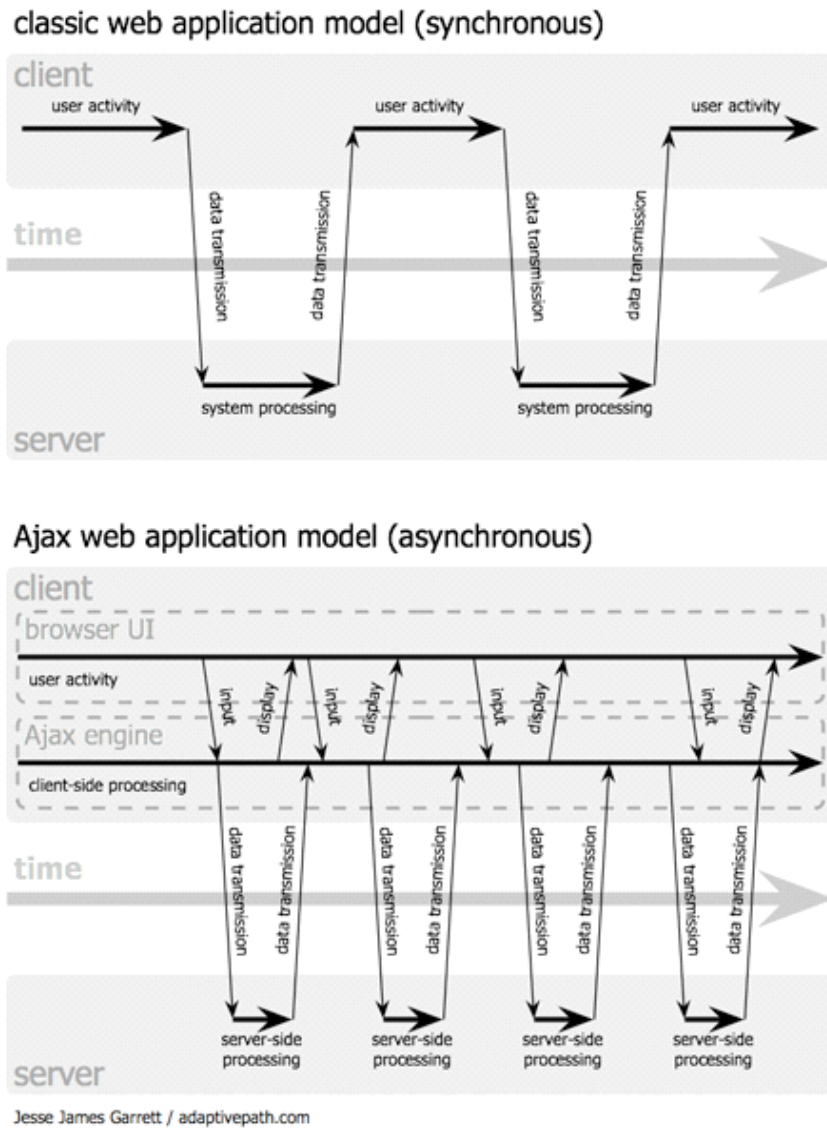 classic web application model (synchronous)
client
user activity
user activity
user activity
data transmission
data transmission
data transmission
data transmission
time
system processing
system processing
server
Ajax web application model (asynchronous)
client
browser UI
user activity
input
display
input
display
input
display
input
display
Ajax engine
client-side processing
data transmission
data transmission
data transmission
data transmission
data transmission
data transmission
data transmission
data transmission
time
server-side
processing
server-side
processing
server-side
processing
server-side
processing
server
Jesse James Garrett / adaptivepath.com